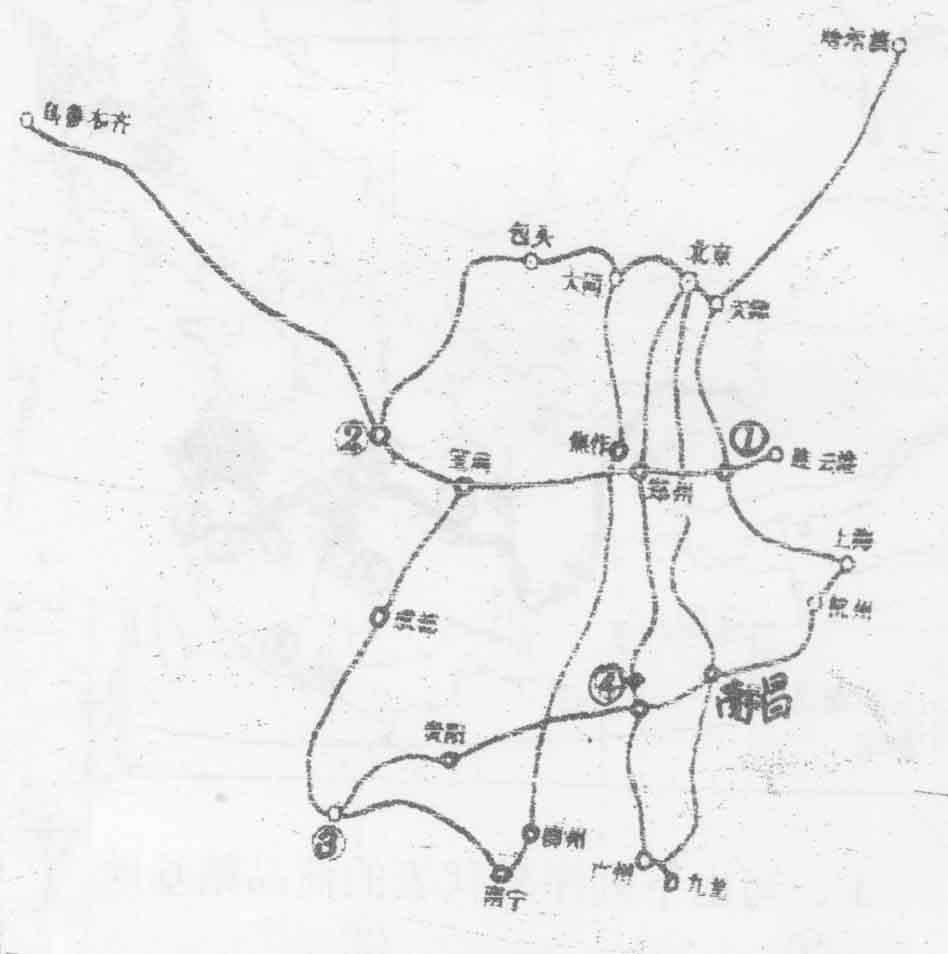 哈尔滨
乌鲁木齐
包头
北京
大同
天津
②
宝鸡
焦作
①
连云港
郑州
上海
杭州
成都
④
南昌
贵阳
③
柳州
广州
九龙
南宁